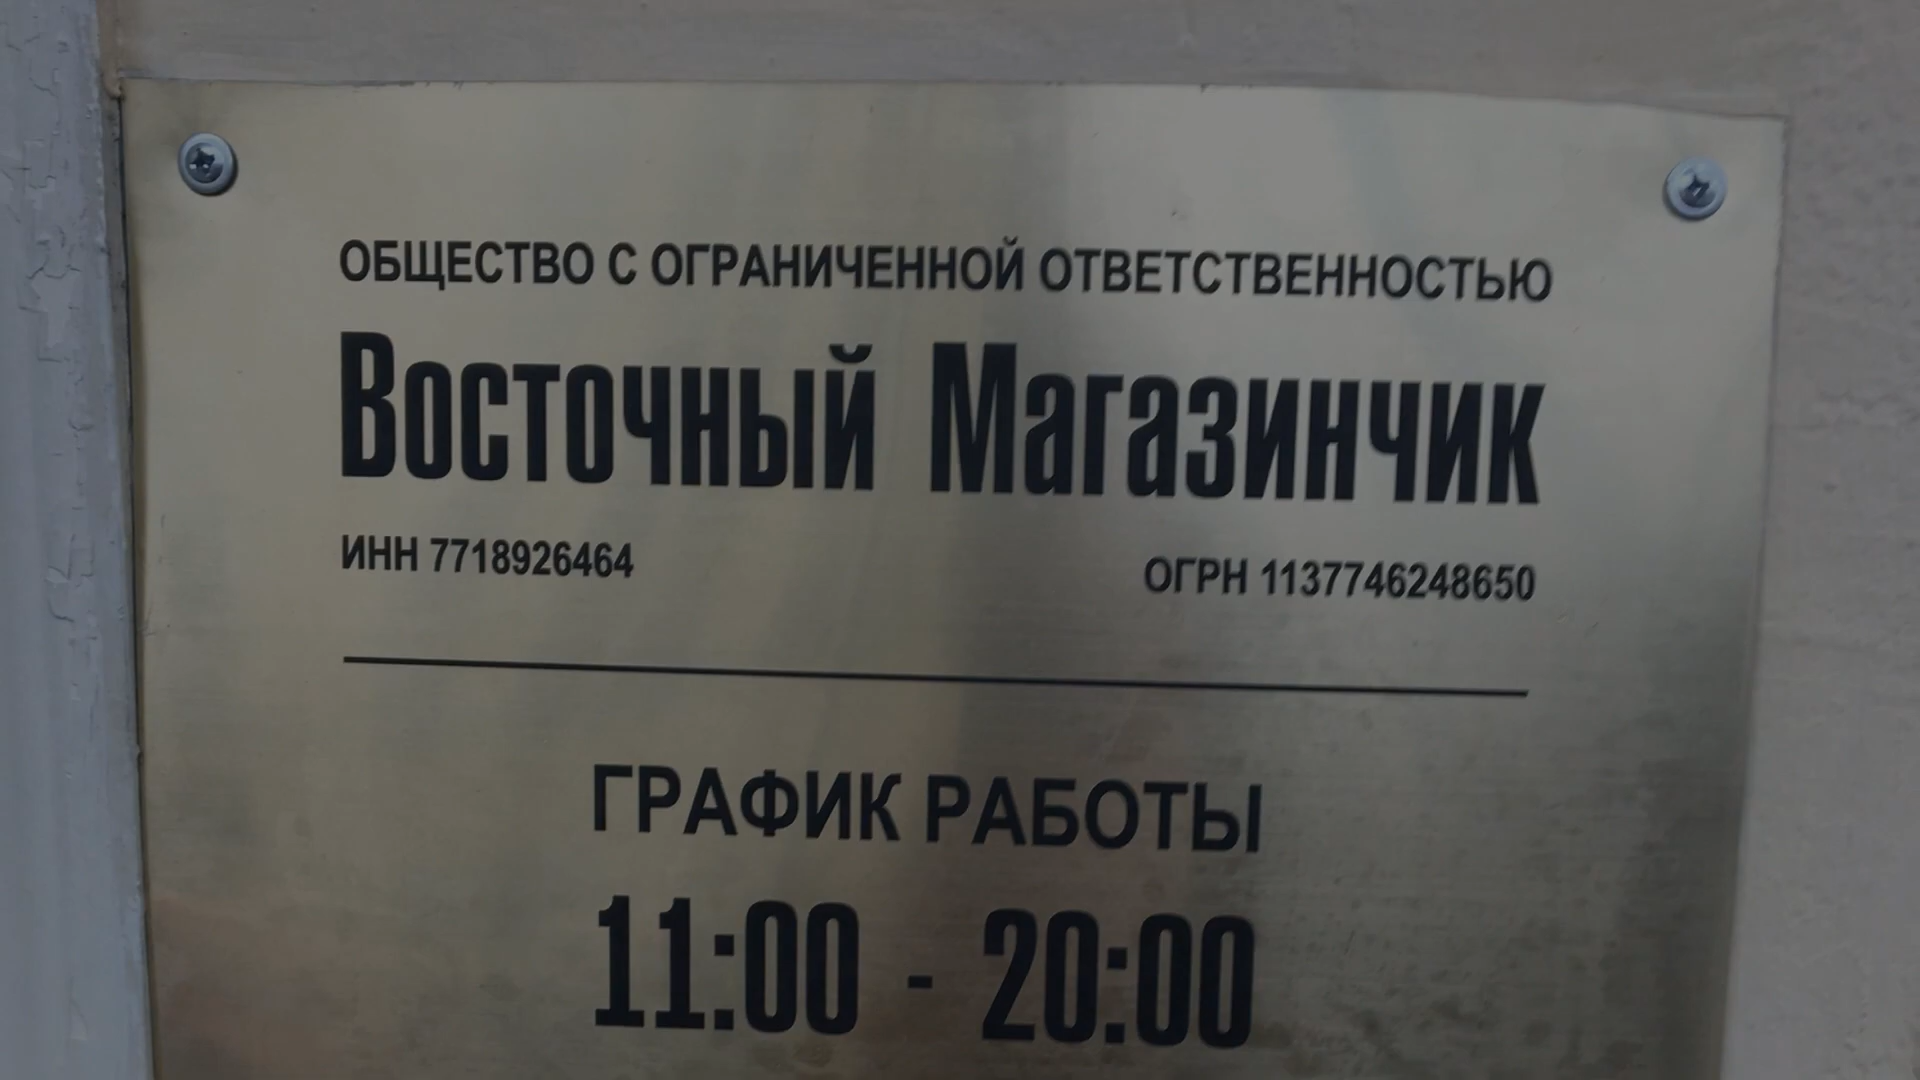 ОБЩЕСТВО С ОГРАНИЧЕННОЙ ОТВЕТСТВЕННОСТЬЮ
Восточный Магазинчик
ИНН 7718926464 ОГРН 1137746248650
ГРАФИК РАБОТЫ
11:00 - 20:00